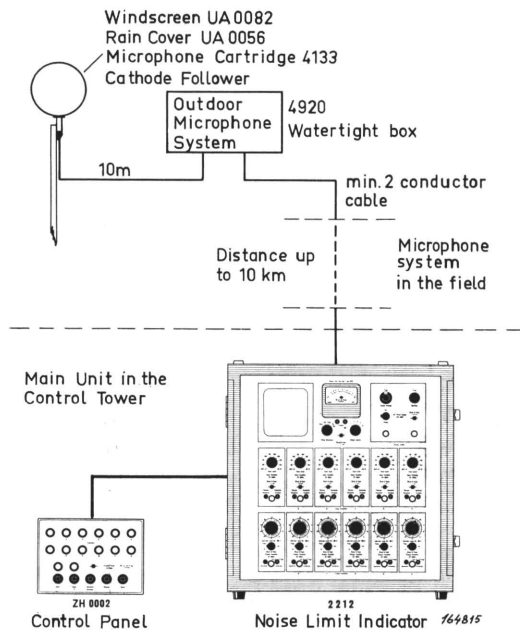 Windscreen UA 0082
Rain Cover UA 0056
Microphone Cartridge 4133
Cathode Follower
Outdoor
Microphone
System
4920
Watertight box
10m
min. 2 conductor
cable
Distance up
to 10 km
Microphone
system
in the field
Main Unit in the
Control Tower
ZH 0002
Control Panel
2212
Noise Limit Indicator
164815